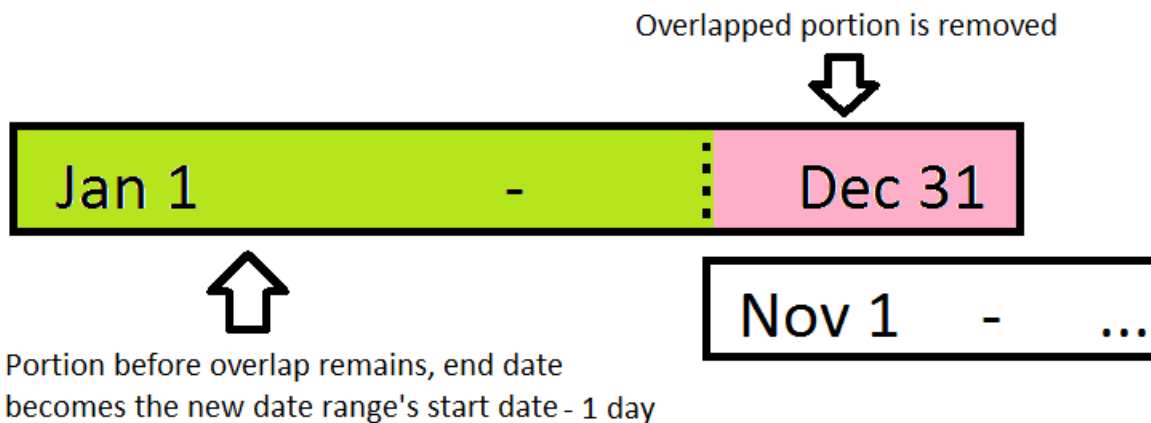 Overlapped portion is removed
Jan 1 - Dec 31
Nov 1 - ...
Portion before overlap remains, end date
becomes the new date range's start date - 1 day